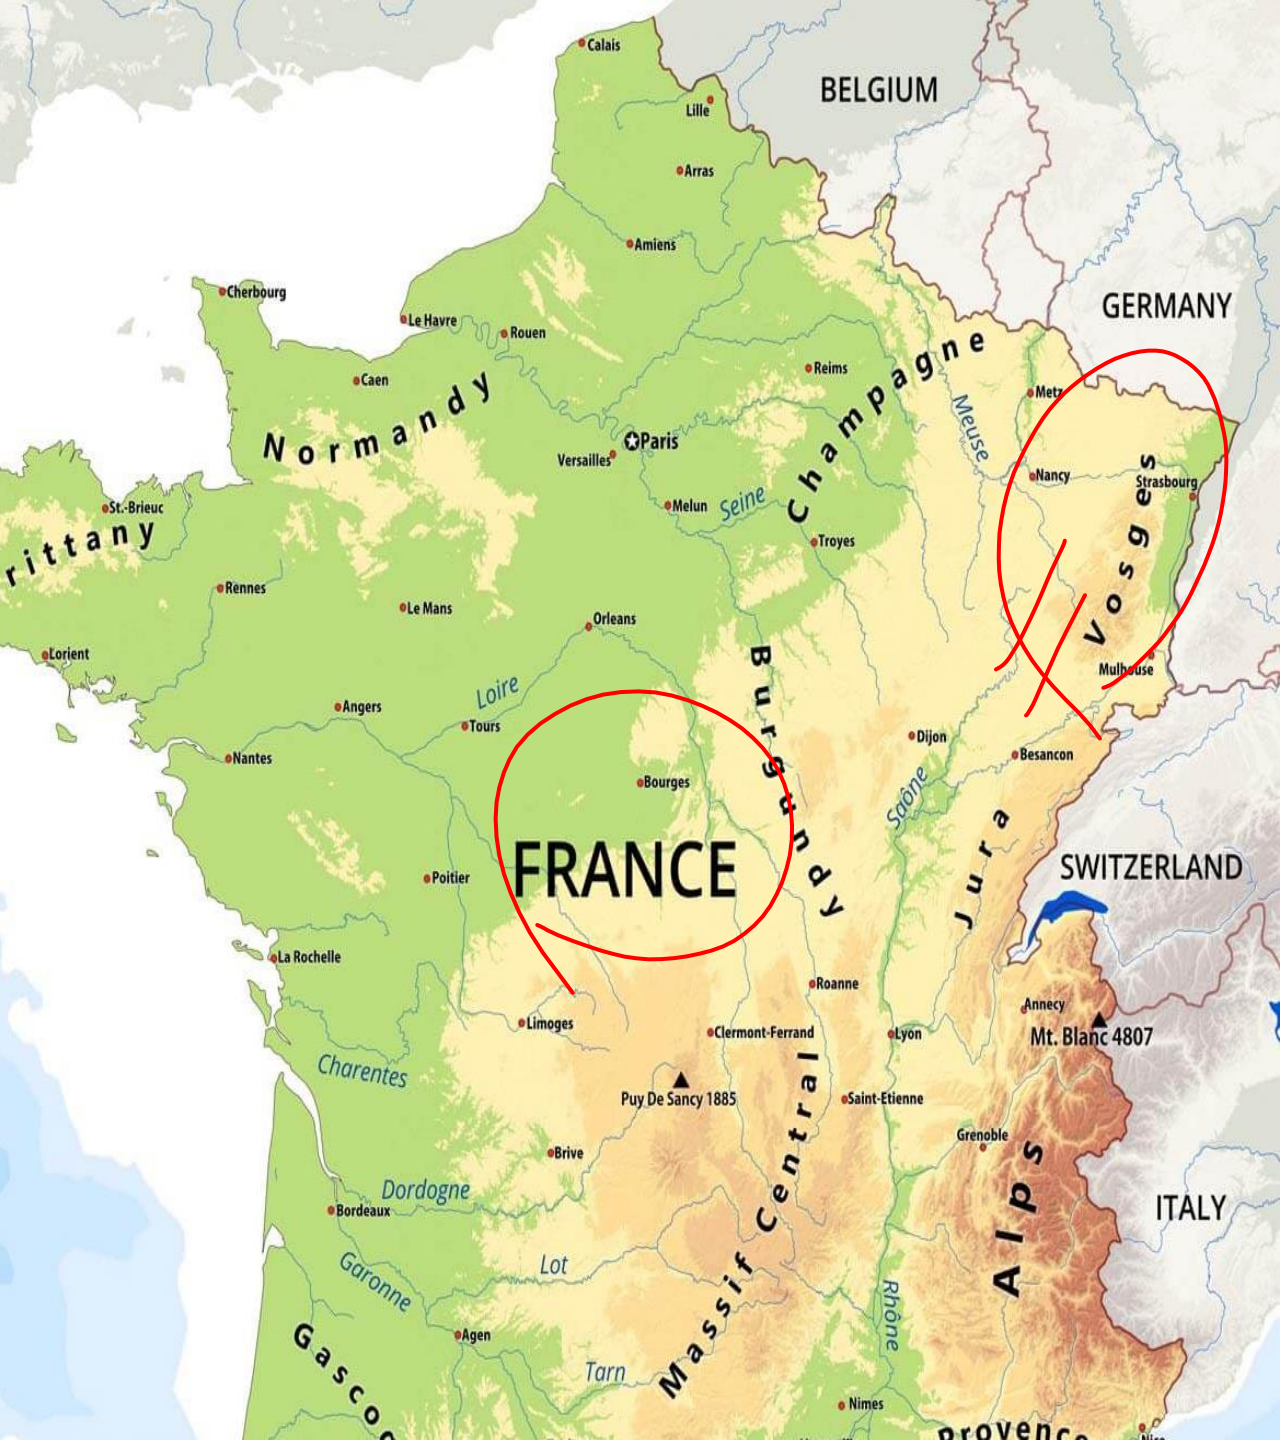 Calais
BELGIUM
Lille
Arras
Amiens
Cherbourg
GERMANY
Le Havre
Rouen
Champagne
Reims
Caen
Metz
Normandy
Meuse
Paris
Versailles
Nancy
Strasbourg
Vosges
St.-Brieuc
Melun
Seine
rittany
Troyes
Rennes
Le Mans
Orleans
Lorient
Mulhouse
Burgundy
Loire
Angers
Tours
Dijon
Nantes
Besancon
Bourges
Saône
Jura
FRANCE
SWITZERLAND
Poitier
La Rochelle
Roanne
Annecy
Limoges
Clermont-Ferrand
Lyon
Mt. Blanc 4807
Charentes
Puy De Sancy 1885
Saint-Etienne
Grenoble
Brive
Massif Central
Alps
Dordogne
Bordeaux
ITALY
Lot
Garonne
Rhône
Agen
Gasco
Tarn
Nimes
Provence